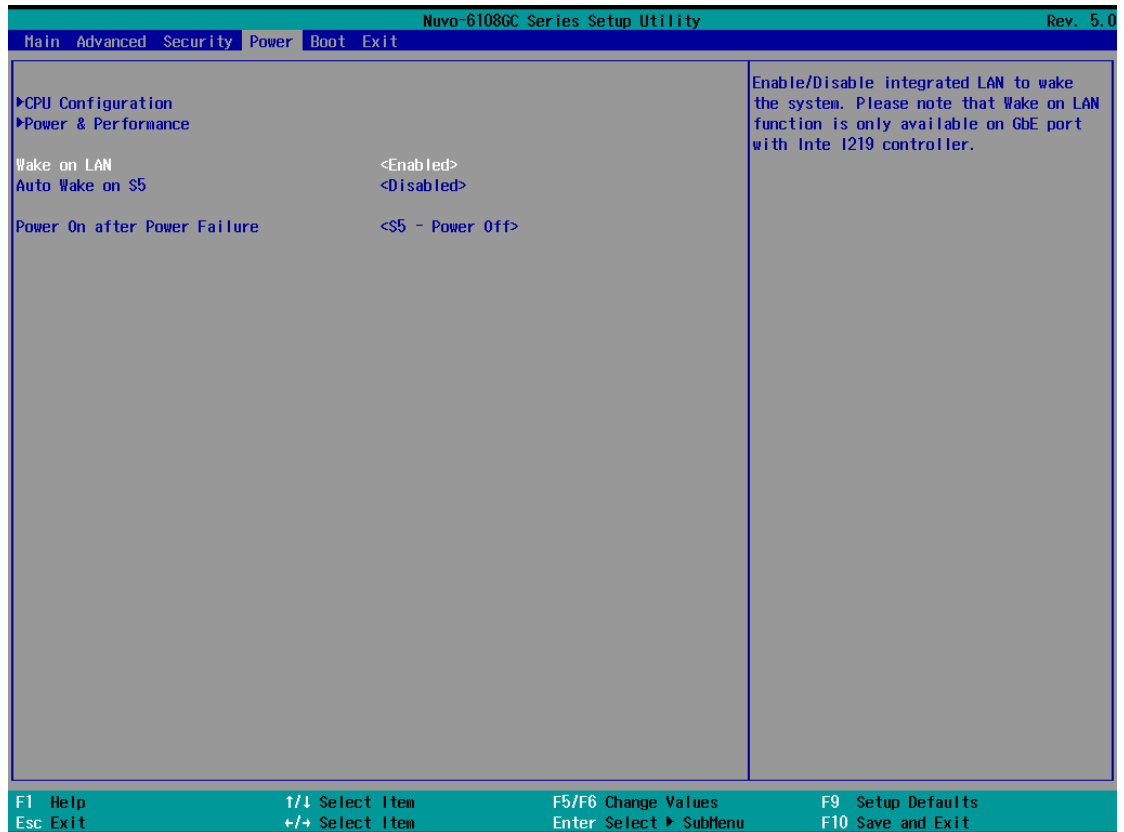 Nuvo-6108GC Series Setup Utility Rev. 5.0
Main Advanced Security Power Boot Exit
▶CPU Configuration
▶Power & Performance
Wake on LAN <Enabled>
Auto Wake on S5 <Disabled>
Power On after Power Failure <S5 - Power Off>
Enable/Disable integrated LAN to wake
the system. Please note that Wake on LAN
function is only available on GbE port
with Inte I219 controller.
F1 Help ↑/↓ Select Item F5/F6 Change Values F9 Setup Defaults
Esc Exit ←/→ Select Item Enter Select ▶ SubMenu F10 Save and Exit